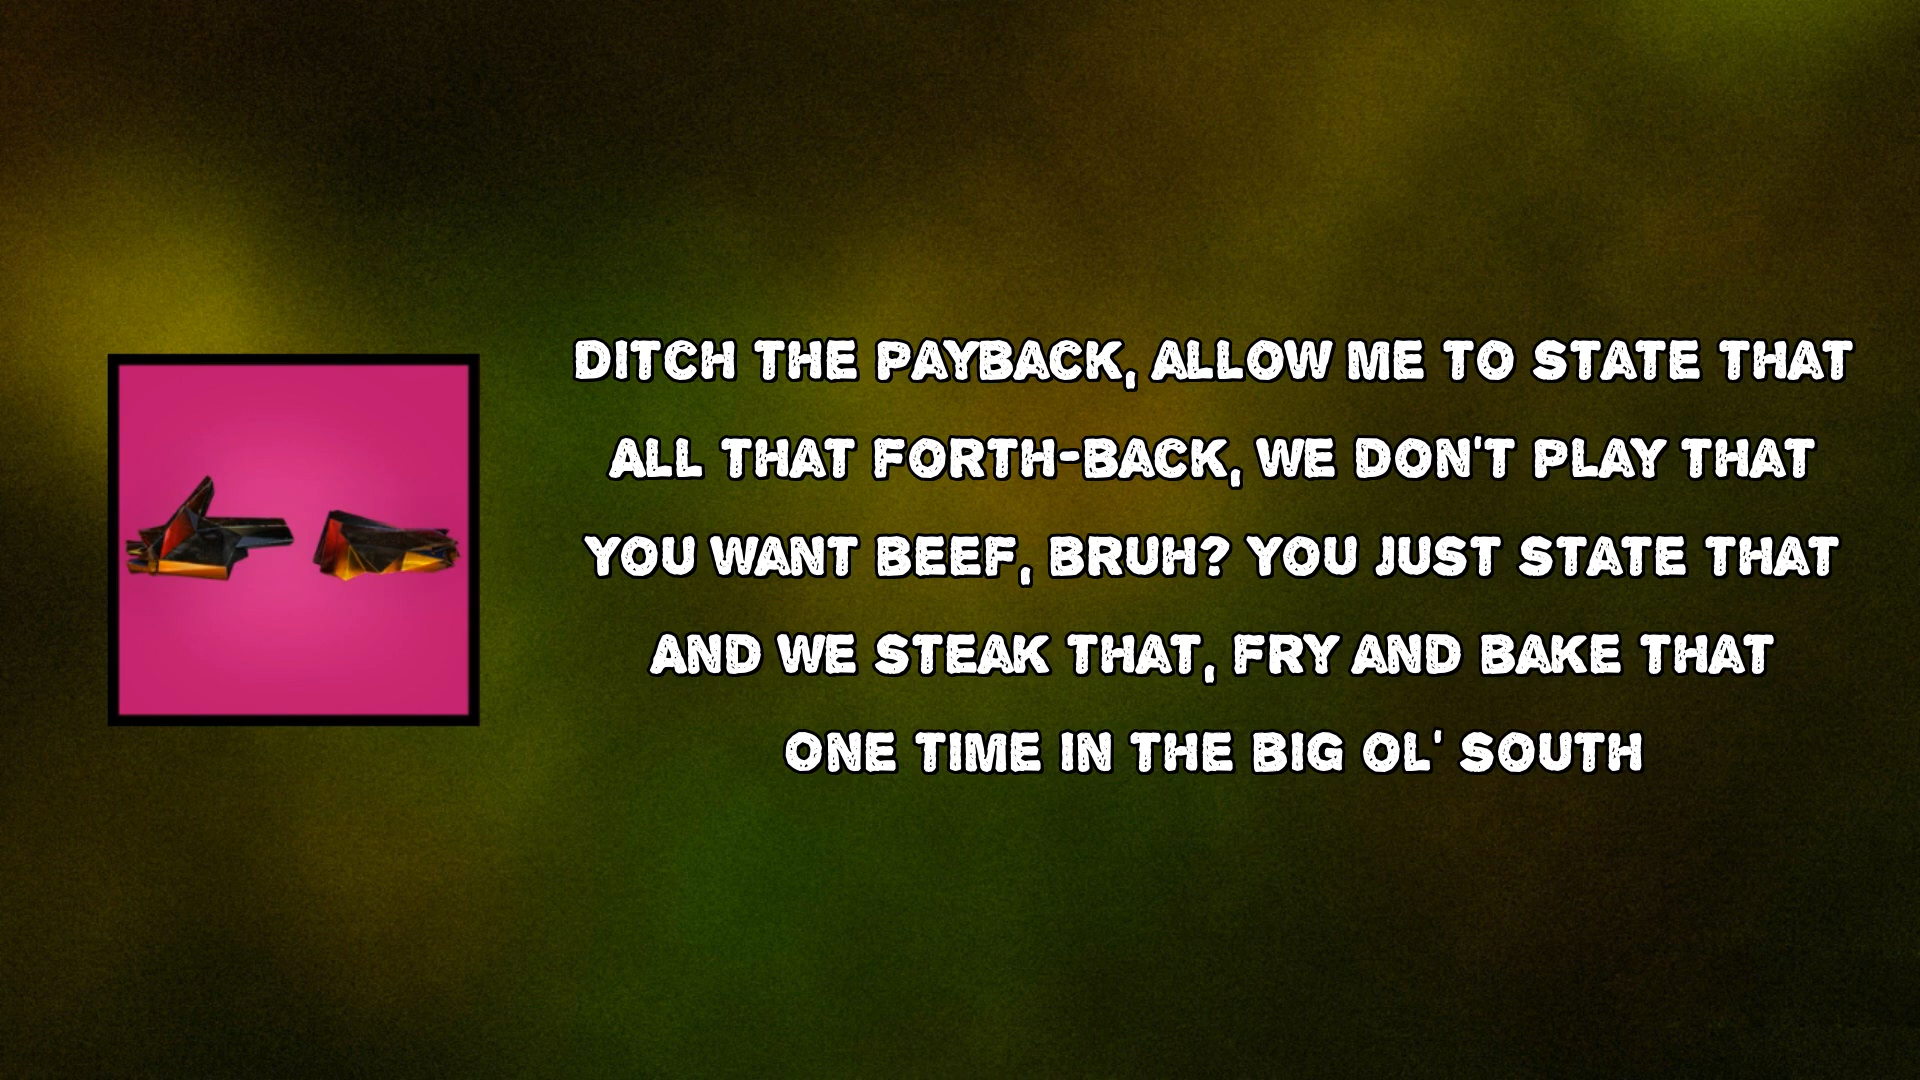 DITCH THE PAYBACK, ALLOW ME TO STATE THAT
ALL THAT FORTH-BACK, WE DON'T PLAY THAT
YOU WANT BEEF, BRUH? YOU JUST STATE THAT
AND WE STEAK THAT, FRY AND BAKE THAT
ONE TIME IN THE BIG OL' SOUTH